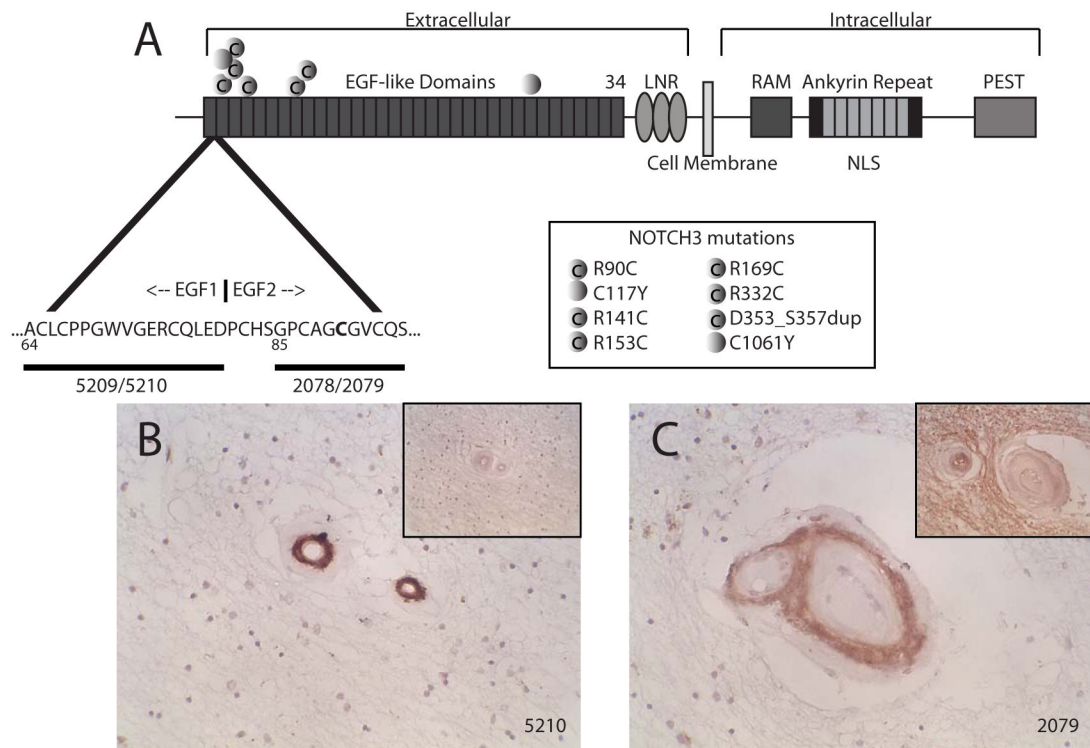 A
Extracellular
Intracellular
C
C
C
C
C
C
EGF-like Domains
34
LNR
RAM
Ankyrin Repeat
PEST
Cell Membrane
NLS
NOTCH3 mutations
C R90C
C R169C
C117Y
C R332C
C R141C
C D353_S357dup
C R153C
C1061Y
<-- EGF1 | EGF2 -->
...ACLCPPGWVGERCQLEDPCHSGPCAGCGVCQS...
64
85
5209/5210
2078/2079
B
5210
C
2079